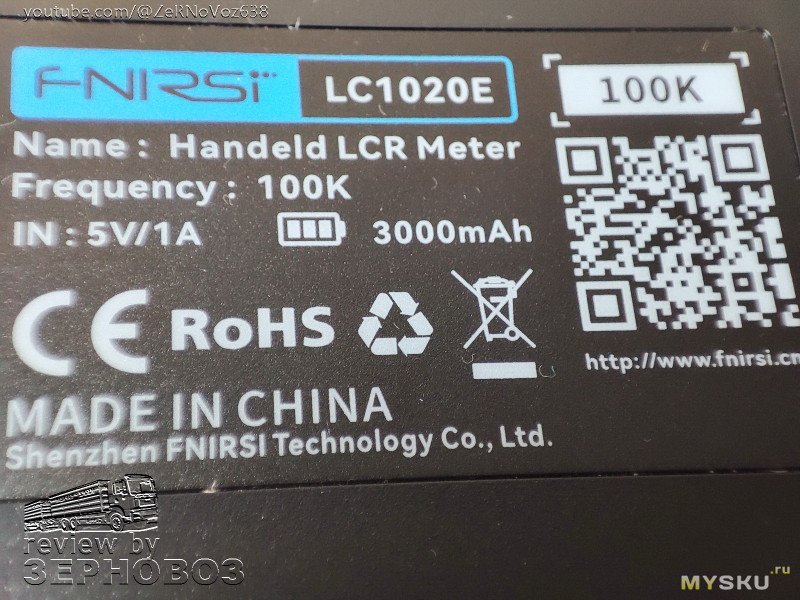 youtube.com/@ZeRNoVoz638
FNIRSI LC1020E 100K
Name : Handeld LCR Meter
Frequency : 100K
IN : 5V/1A 3000mAh
CE RoHS
http://www.fnirsi.cn
MADE IN CHINA
Shenzhen FNIRSI Technology Co., Ltd.
review by
ЗЕРНОВОЗ
MYSKU.ru